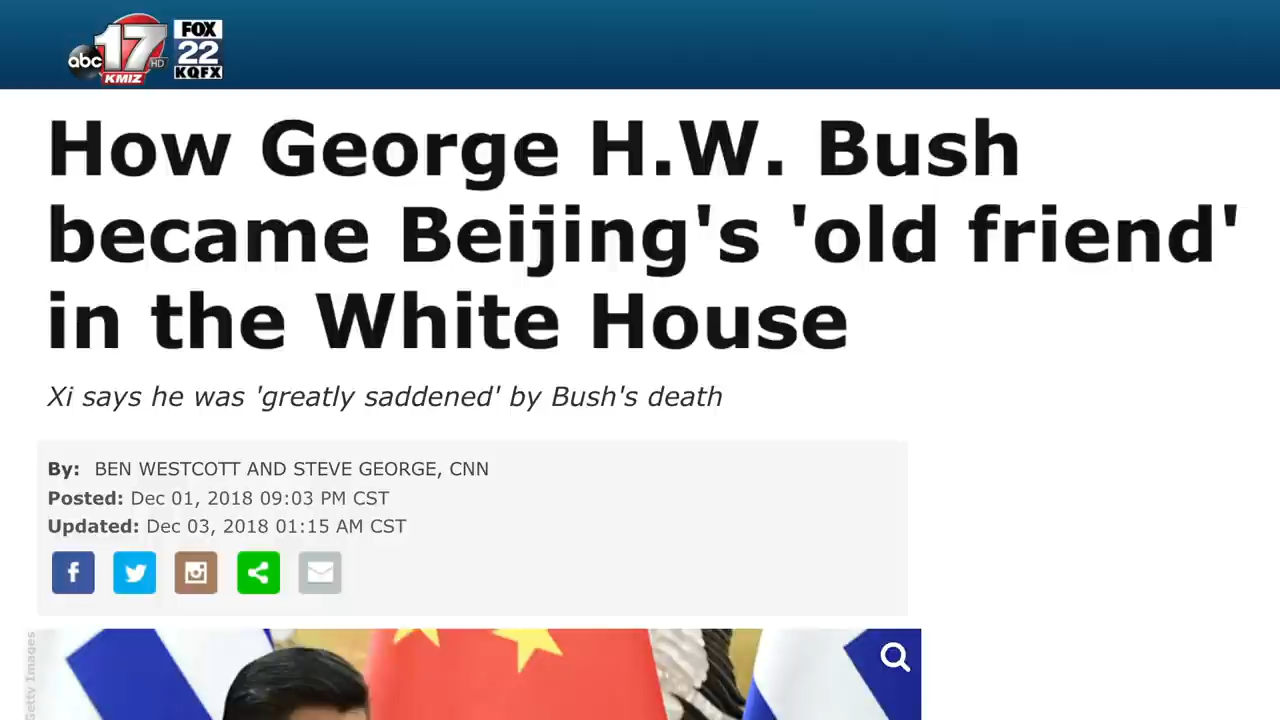 abc 17 HD KMIZ
FOX 22 KQFX
How George H.W. Bush
became Beijing's 'old friend'
in the White House
Xi says he was 'greatly saddened' by Bush's death
By: BEN WESTCOTT AND STEVE GEORGE, CNN
Posted: Dec 01, 2018 09:03 PM CST
Updated: Dec 03, 2018 01:15 AM CST
Getty Images